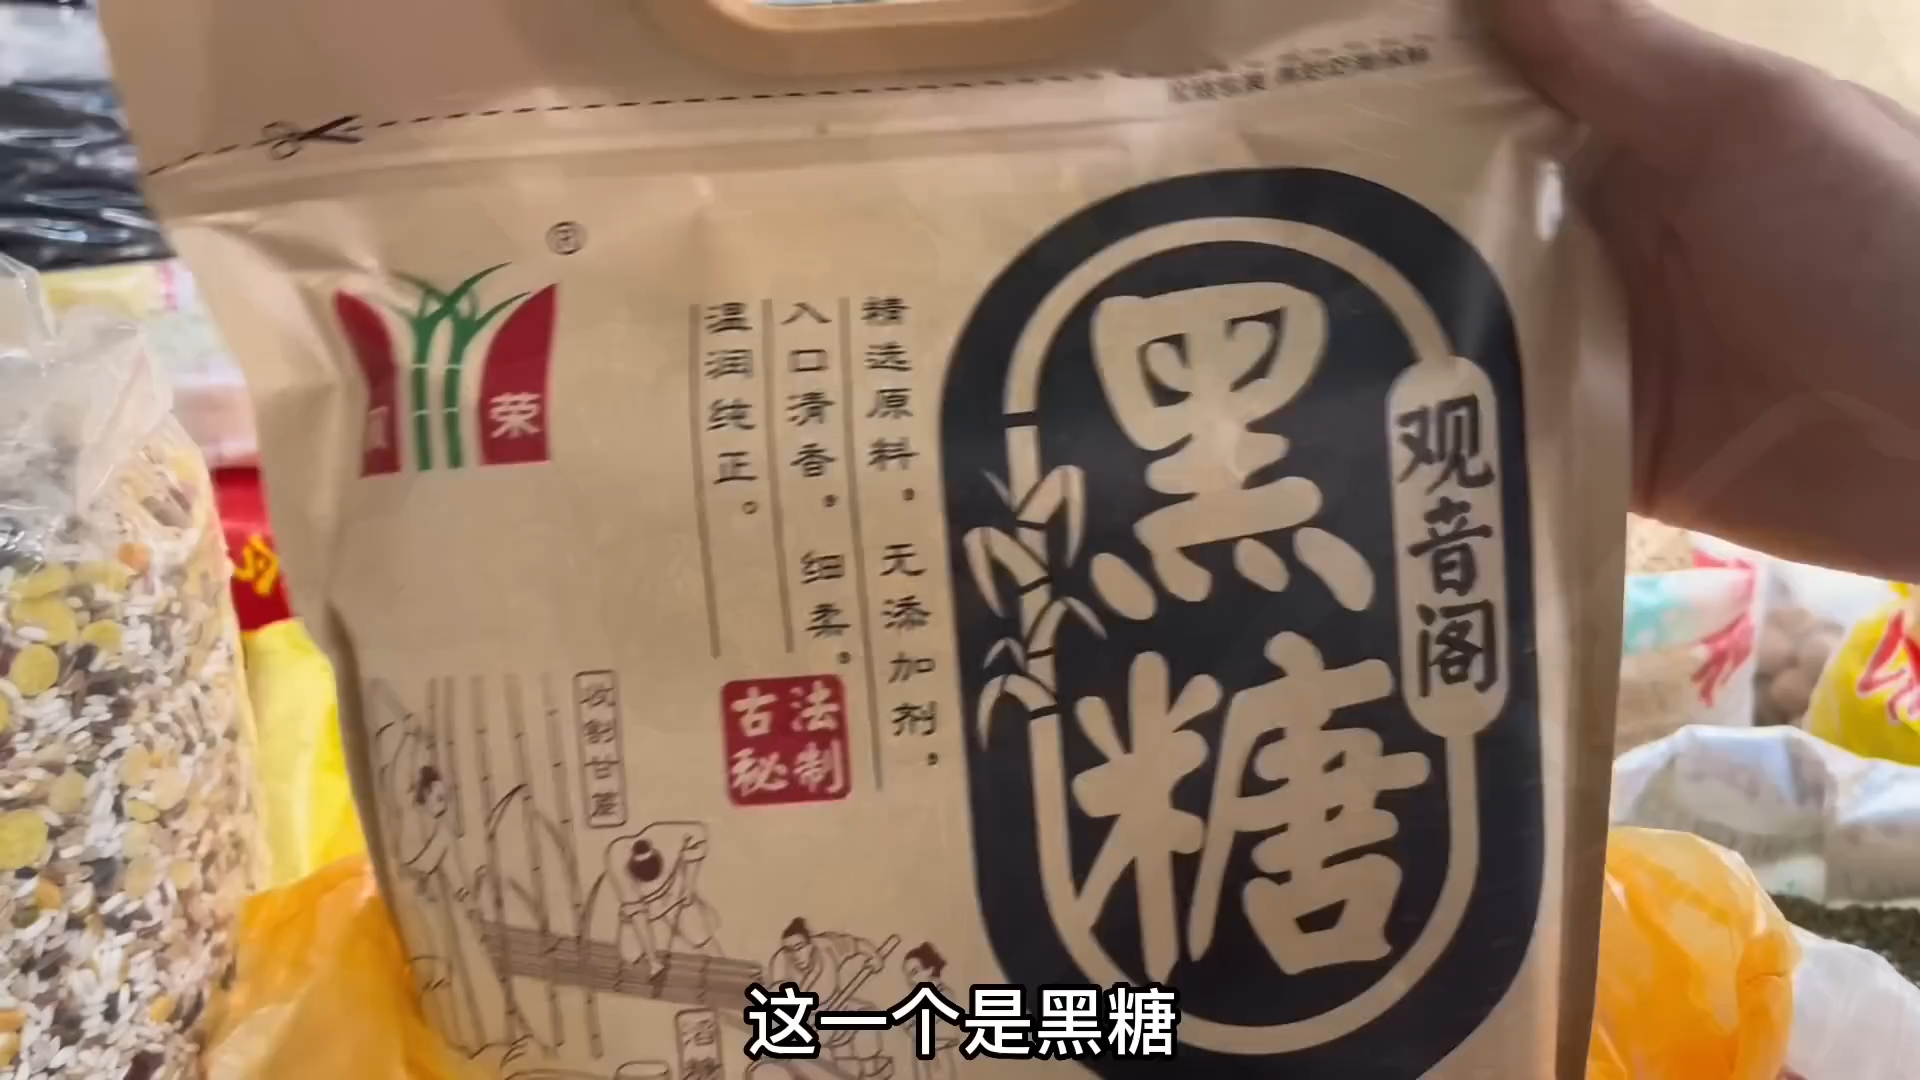 ®
荣
精选原料，无添加剂，
入口清香，细柔。
温润纯正。
古法
秘制
黑糖
观音阁
收割甘蔗
这一个是黑糖